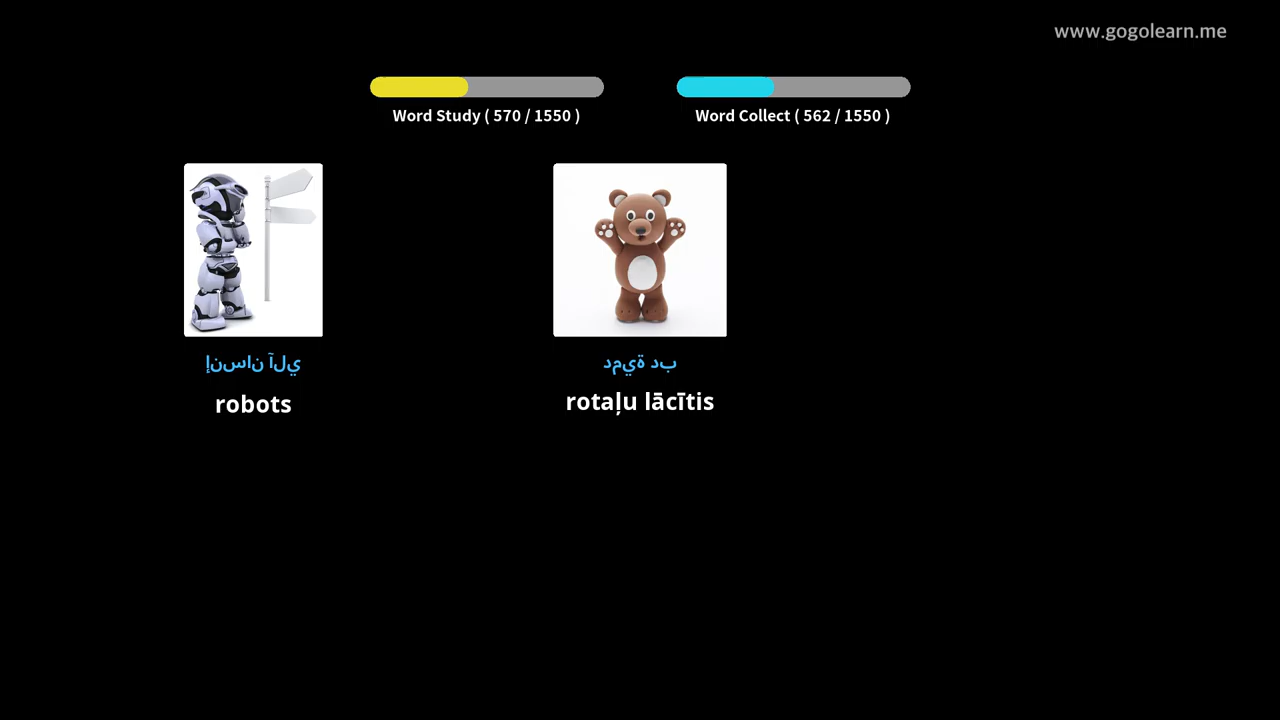 www.gogolearn.me
Word Study ( 570 / 1550 )
Word Collect ( 562 / 1550 )
إنسان آلي
robots
دمية دب
rotaļu lācītis